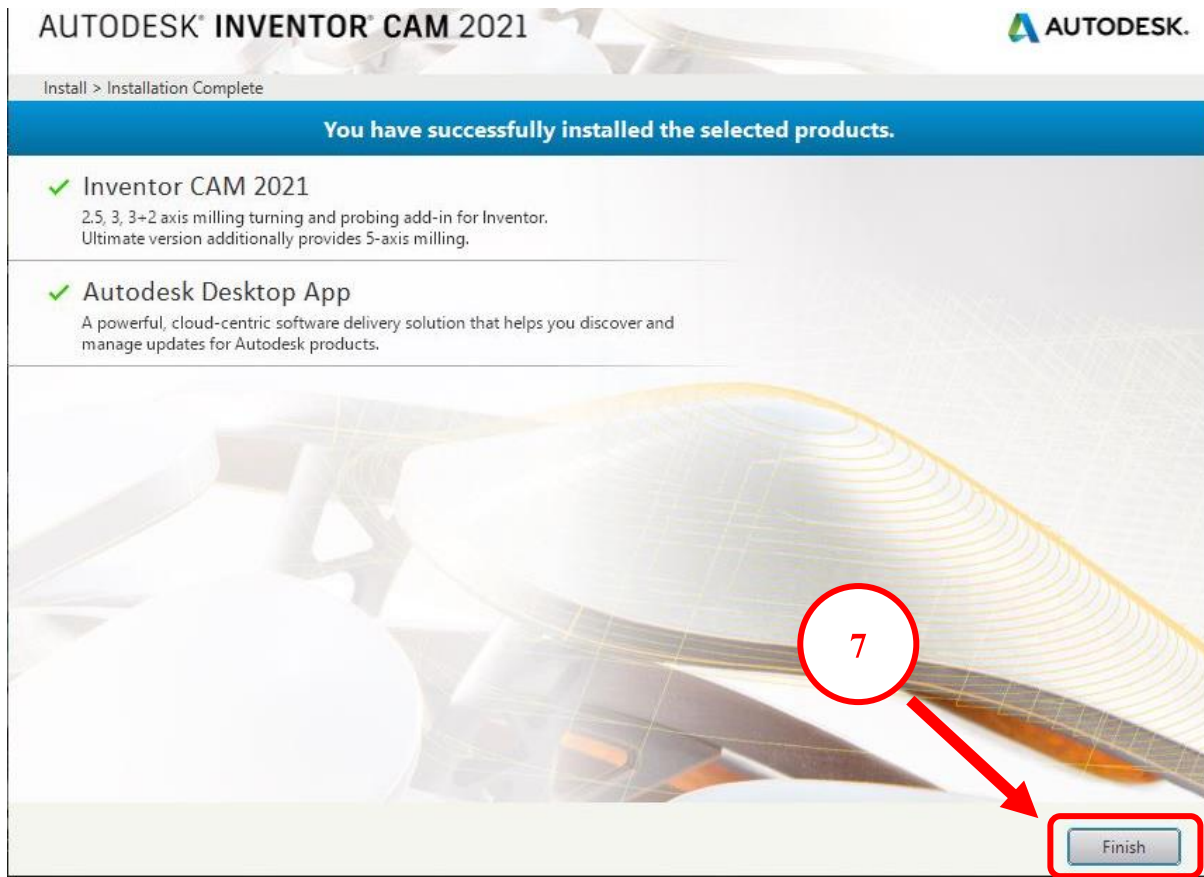 AUTODESK® INVENTOR® CAM 2021
AUTODESK.
Install > Installation Complete
You have successfully installed the selected products.
Inventor CAM 2021
2.5, 3, 3+2 axis milling turning and probing add-in for Inventor.
Ultimate version additionally provides 5-axis milling.
Autodesk Desktop App
A powerful, cloud-centric software delivery solution that helps you discover and
manage updates for Autodesk products.
7
Finish